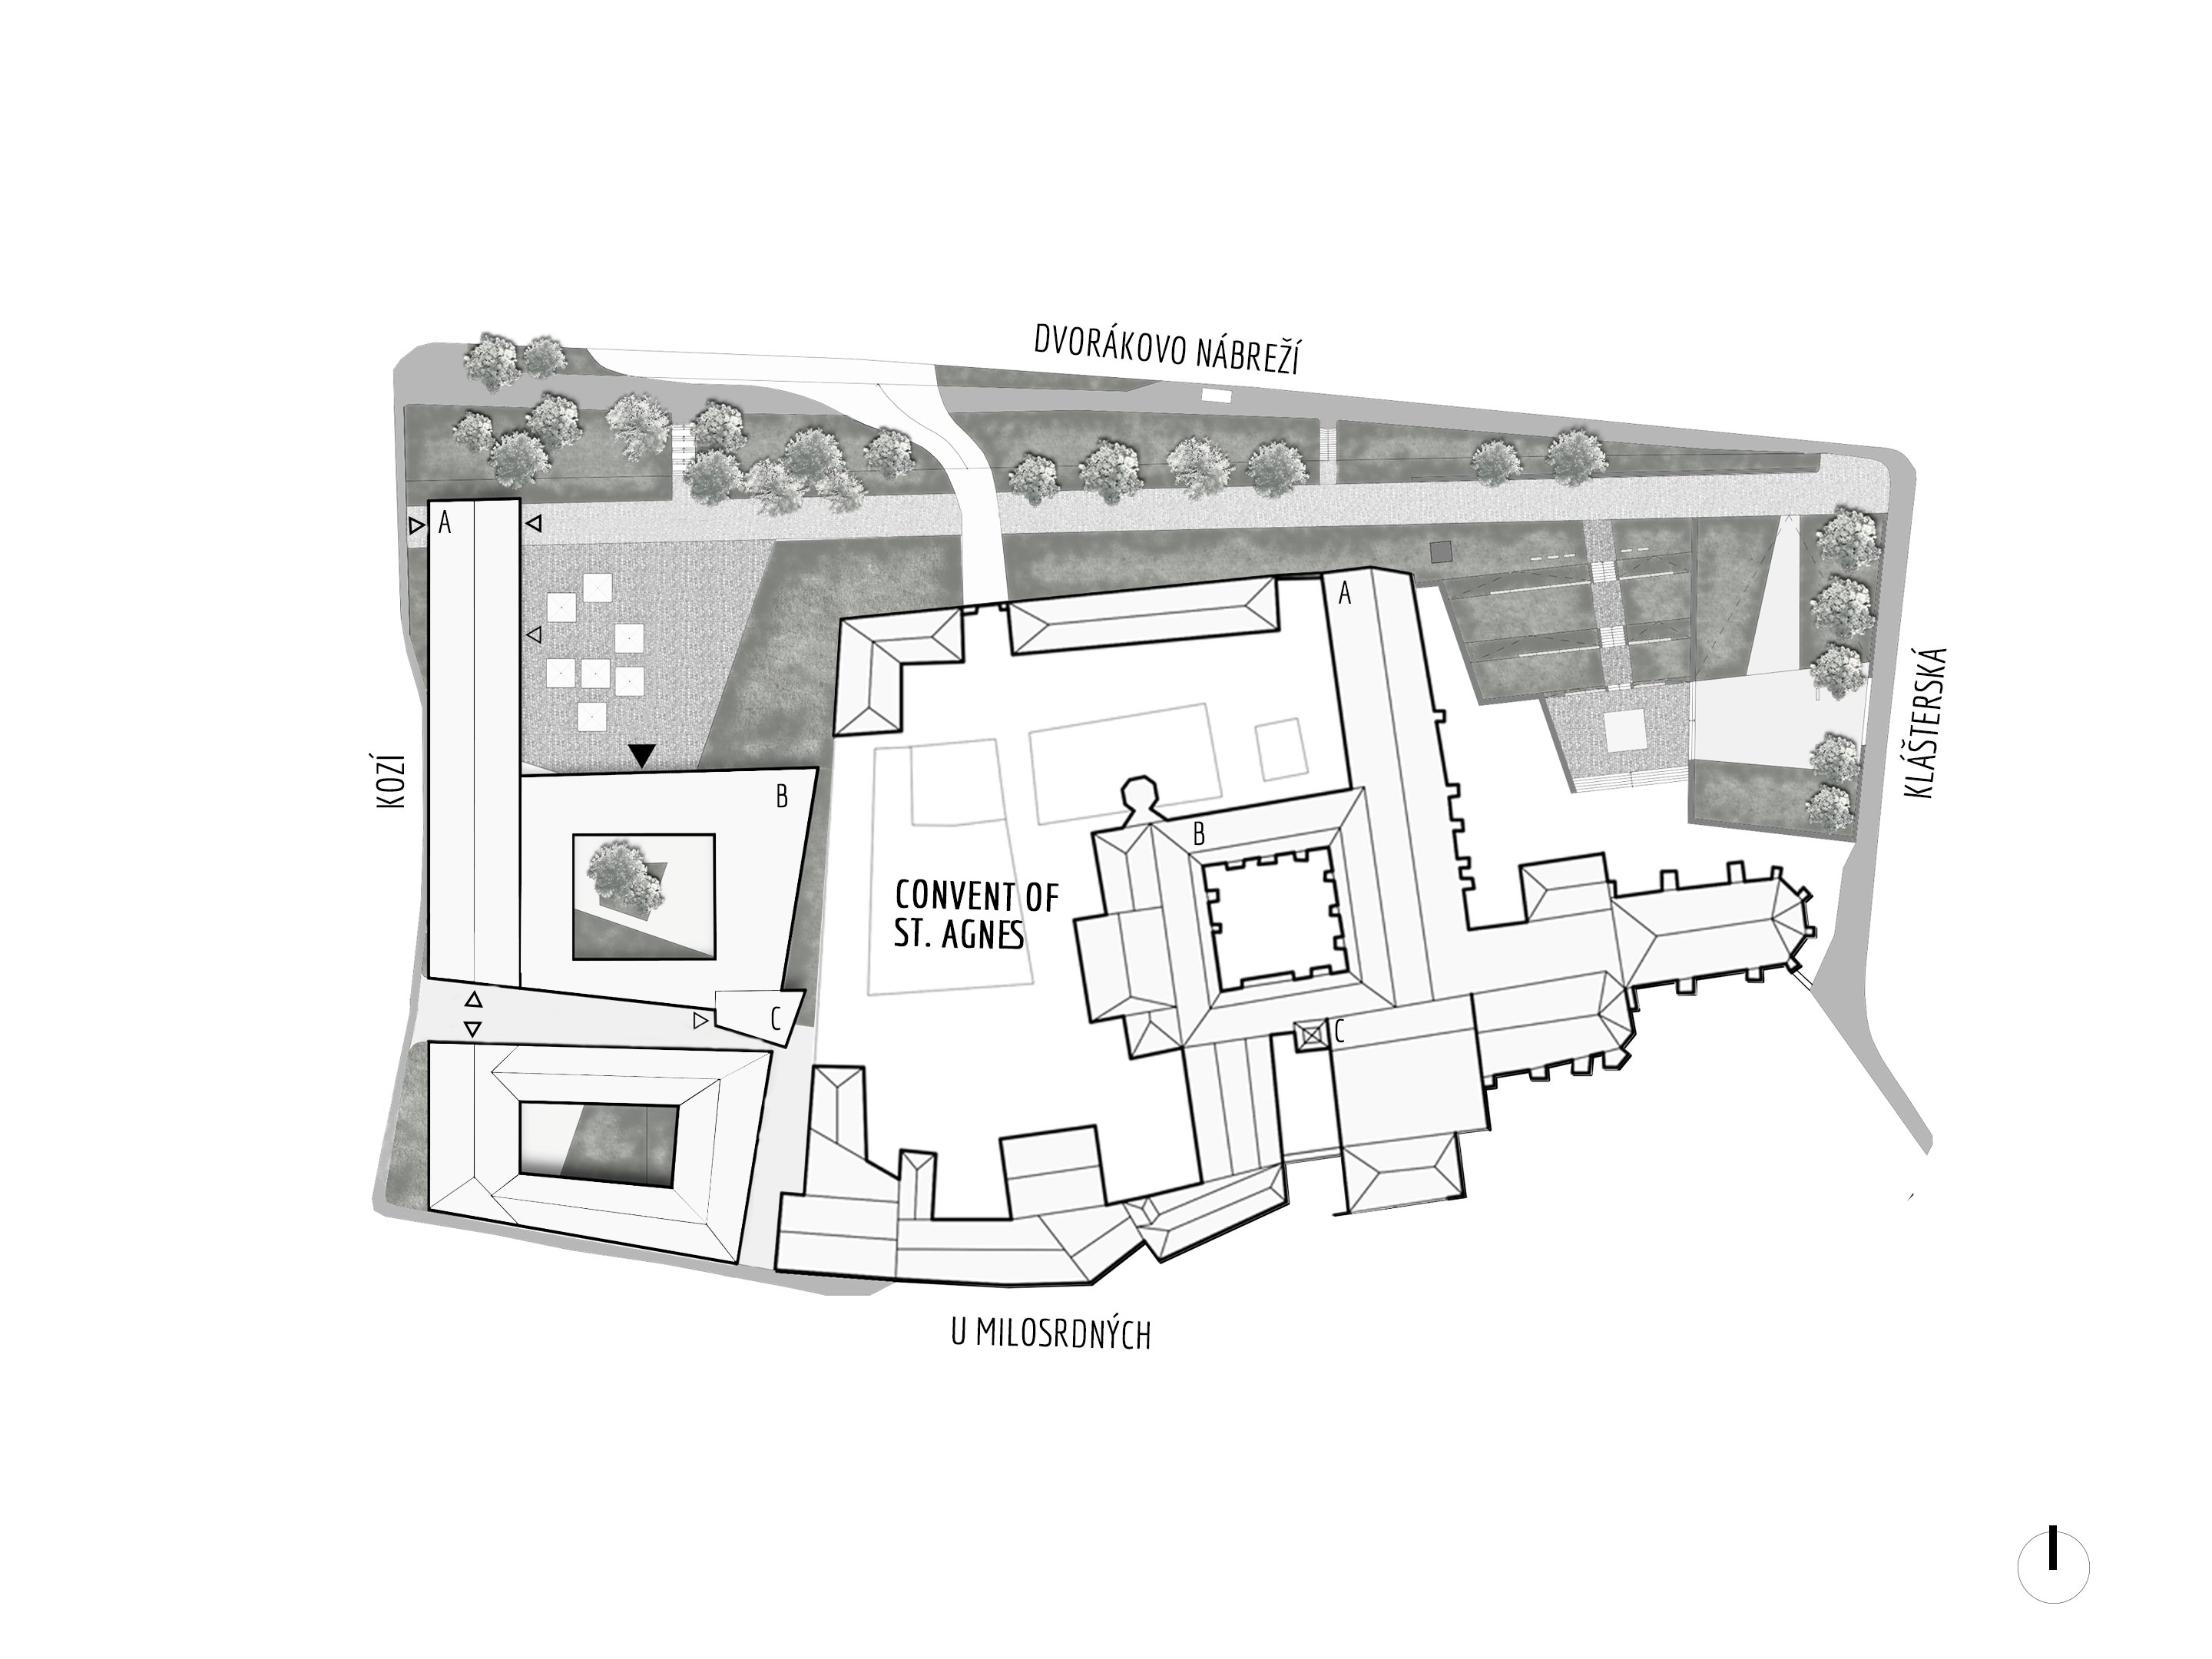 DVORÁKOVO NÁBREŽÍ
A
A
KLÁŠTERSKÁ
KOZÍ
B
B
CONVENT OF
ST. AGNES
C
C
U MILOSRDNÝCH